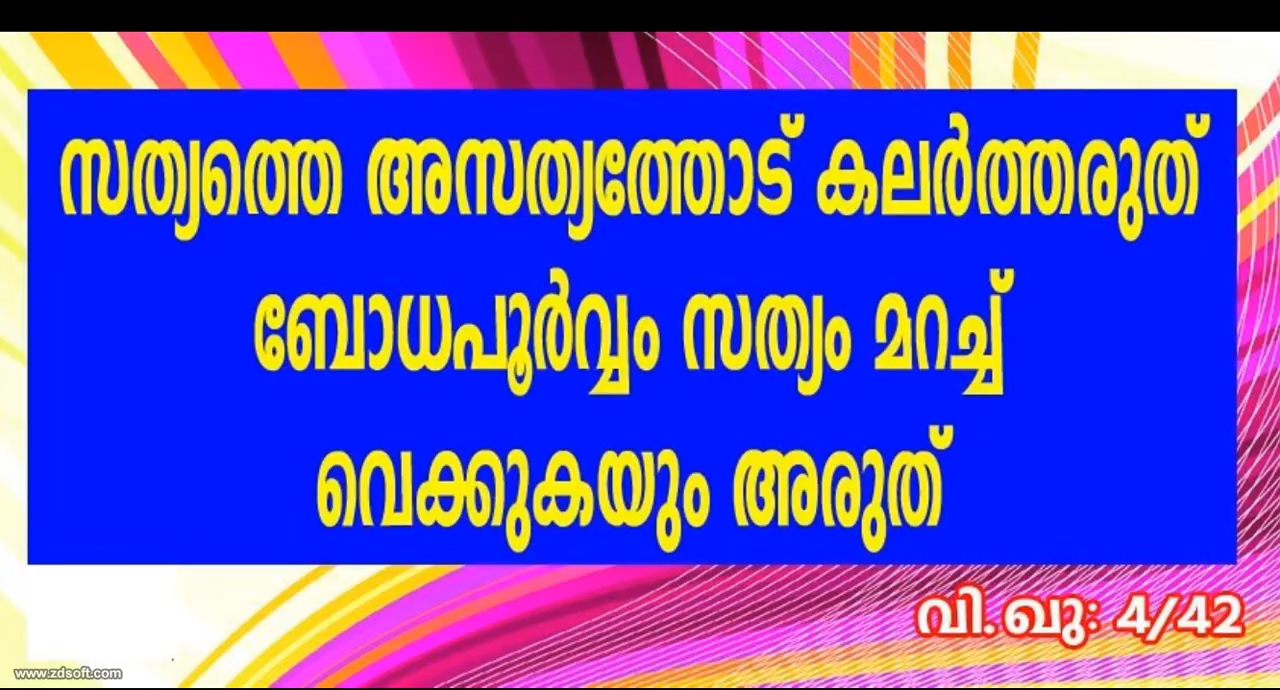 സത്യത്തെ അസത്യത്തോട് കലർത്തരുത്
ബോധപൂർവ്വം സത്യം മറച്ച്
വെക്കുകയും അരുത്
വി.ഖു: 4/42
www.zdsoft.com